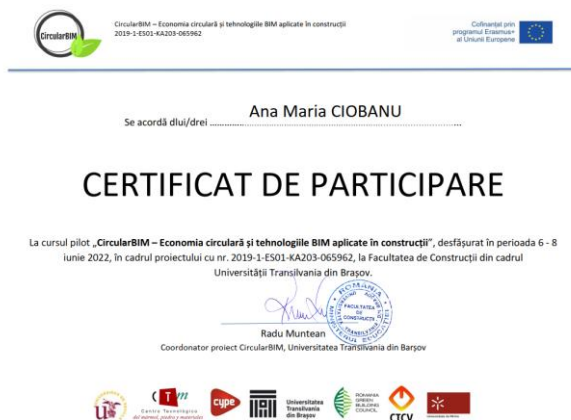 CircularBIM
CircularBIM – Economia circulară și tehnologiile BIM aplicate în construcții
2019-1-ES01-KA203-065962
Cofinanțat prin
programul Erasmus+
al Uniunii Europene
Se acordă dlui/drei Ana Maria CIOBANU
CERTIFICAT DE PARTICIPARE
La cursul pilot „CircularBIM – Economia circulară și tehnologiile BIM aplicate în construcții”, desfășurat în perioada 6 - 8
iunie 2022, în cadrul proiectului cu nr. 2019-1-ES01-KA203-065962, la Facultatea de Construcții din cadrul
Universității Transilvania din Brașov.
ROMÂNIA
FACULTATEA
DE
CONSTRUCȚII
Radu Muntean
Coordonator proiect CircularBIM, Universitatea Transilvania din Barșov
CTm
Centro Tecnológico
del mármol, piedra y materiales
cype
Universitatea
Transilvania
din Brașov
ROMANIA
GREEN
BUILDING
COUNCIL
CTCV